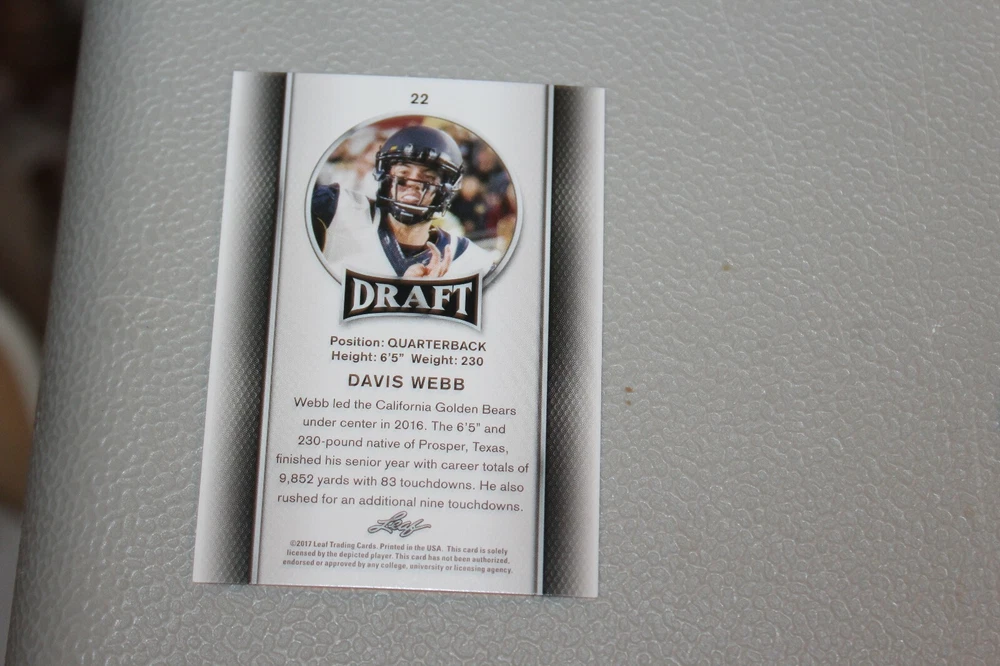 22
DRAFT
Position: QUARTERBACK
Height: 6'5" Weight: 230
DAVIS WEBB
Webb led the California Golden Bears
under center in 2016. The 6'5" and
230-pound native of Prosper, Texas,
finished his senior year with career totals of
9,852 yards with 83 touchdowns. He also
rushed for an additional nine touchdowns.
Leaf
©2017 Leaf Trading Cards. Printed in the USA. This card is solely
licensed by the depicted player. This card has not been authorized,
endorsed or approved by any college, university or licensing agency.